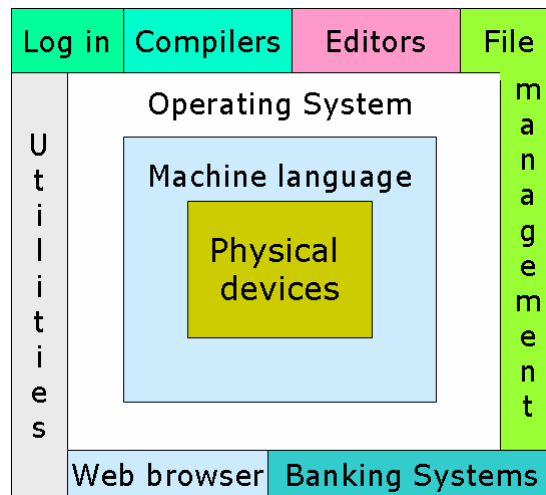 Log in
Compilers
Editors
File management
Operating System
Utilities
Machine language
Physical
devices
Web browser
Banking Systems